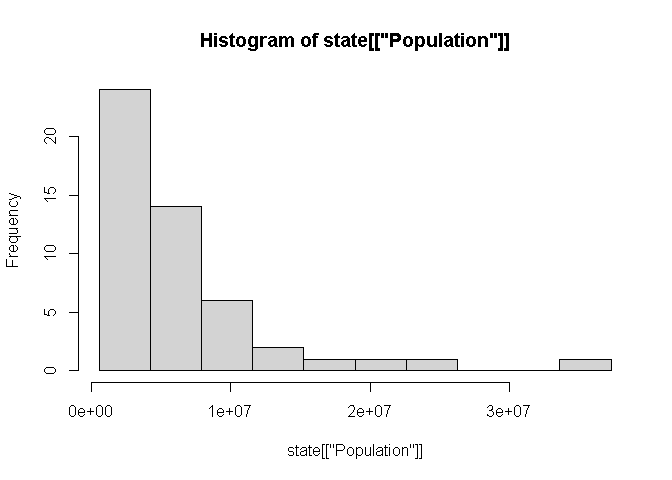 Histogram of state[["Population"]]
Frequency
20
15
10
5
0
0e+00 1e+07 2e+07 3e+07
state[["Population"]]